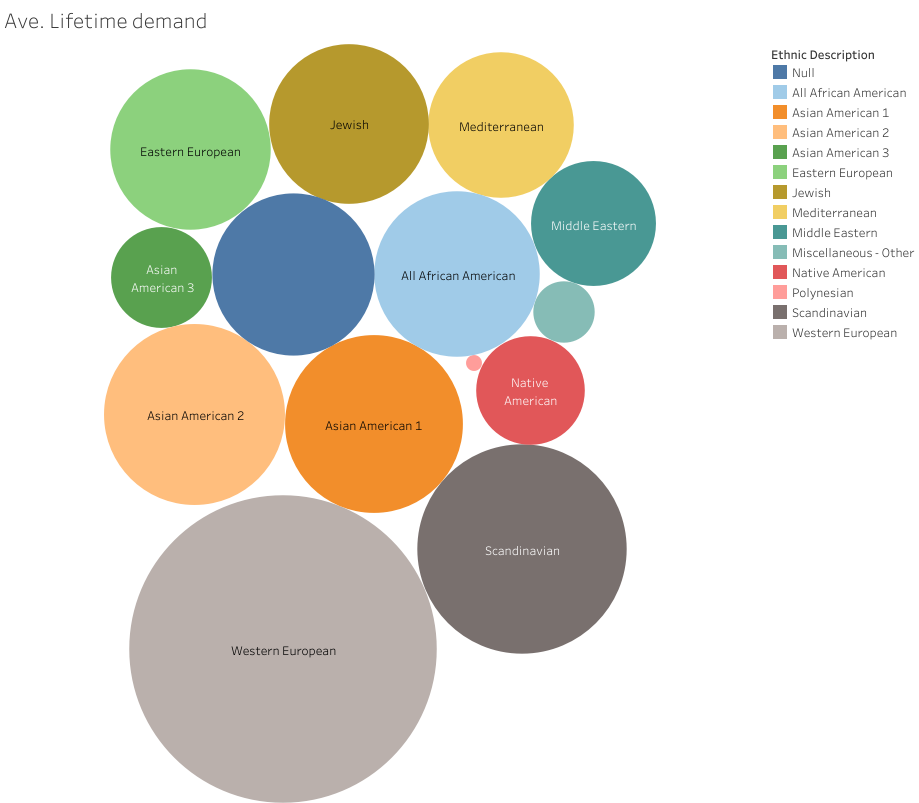 Ave. Lifetime demand
Ethnic Description
Null
All African American
Asian American 1
Asian American 2
Asian American 3
Eastern European
Jewish
Mediterranean
Middle Eastern
Miscellaneous - Other
Native American
Polynesian
Scandinavian
Western European
Jewish
Mediterranean
Eastern European
Middle Eastern
Asian
American 3
All African American
Native
American
Asian American 2
Asian American 1
Scandinavian
Western European